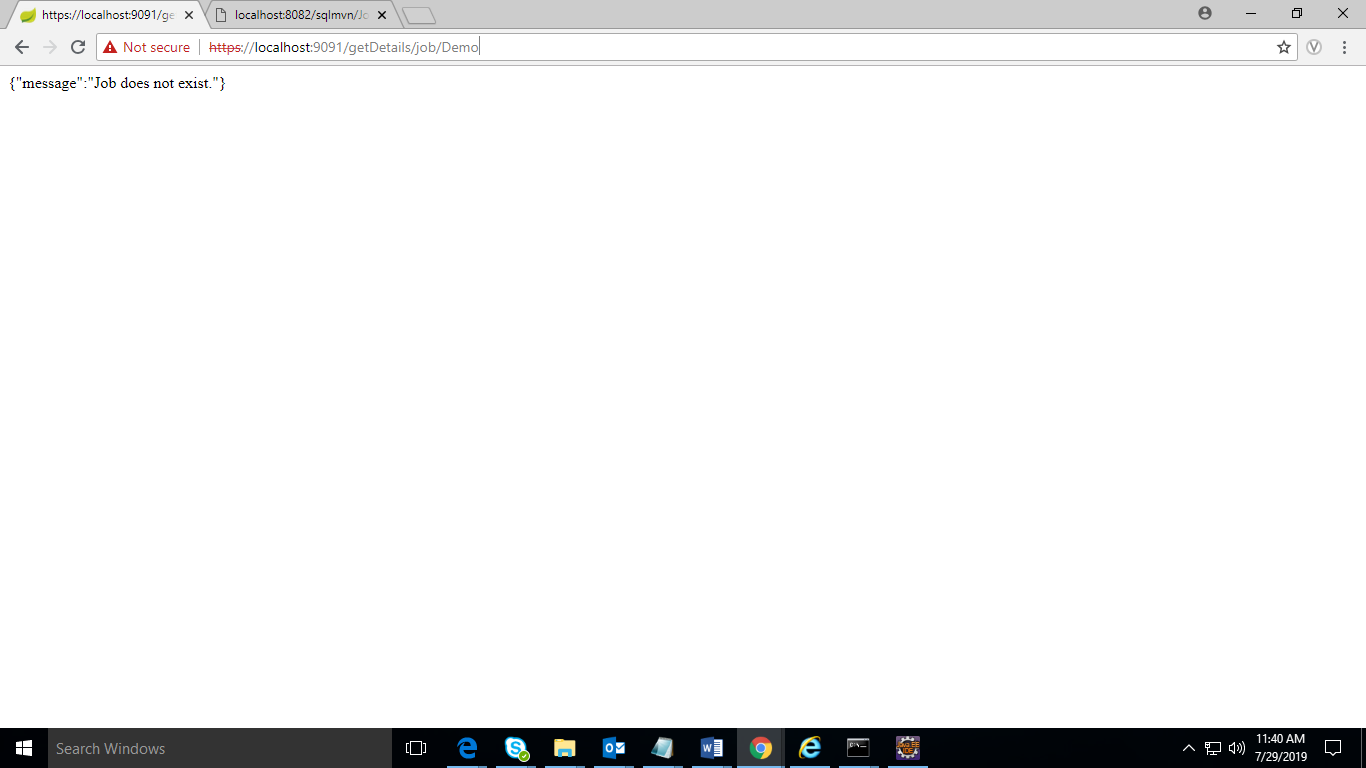 https://localhost:9091/ge
localhost:8082/sqlmvn/Jo
Not secure
https://localhost:9091/getDetails/job/Demo
{"message":"Job does not exist."}
Search Windows
11:40 AM
7/29/2019